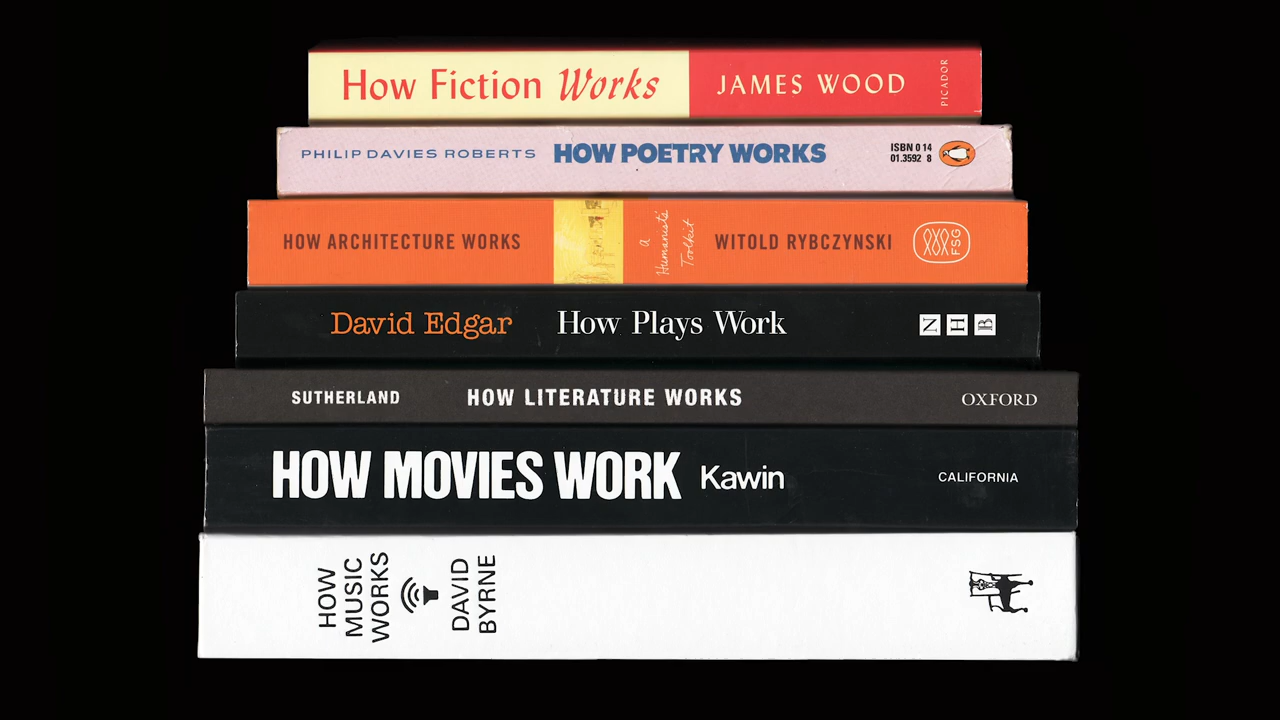 How Fiction Works JAMES WOOD PICADOR
PHILIP DAVIES ROBERTS HOW POETRY WORKS ISBN 0 14
01.3592 8
HOW ARCHITECTURE WORKS A Humanist's Toolkit WITOLD RYBCZYNSKI FSG
David Edgar How Plays Work NHB
SUTHERLAND HOW LITERATURE WORKS OXFORD
HOW MOVIES WORK Kawin CALIFORNIA
HOW
MUSIC
WORKS
DAVID
BYRNE